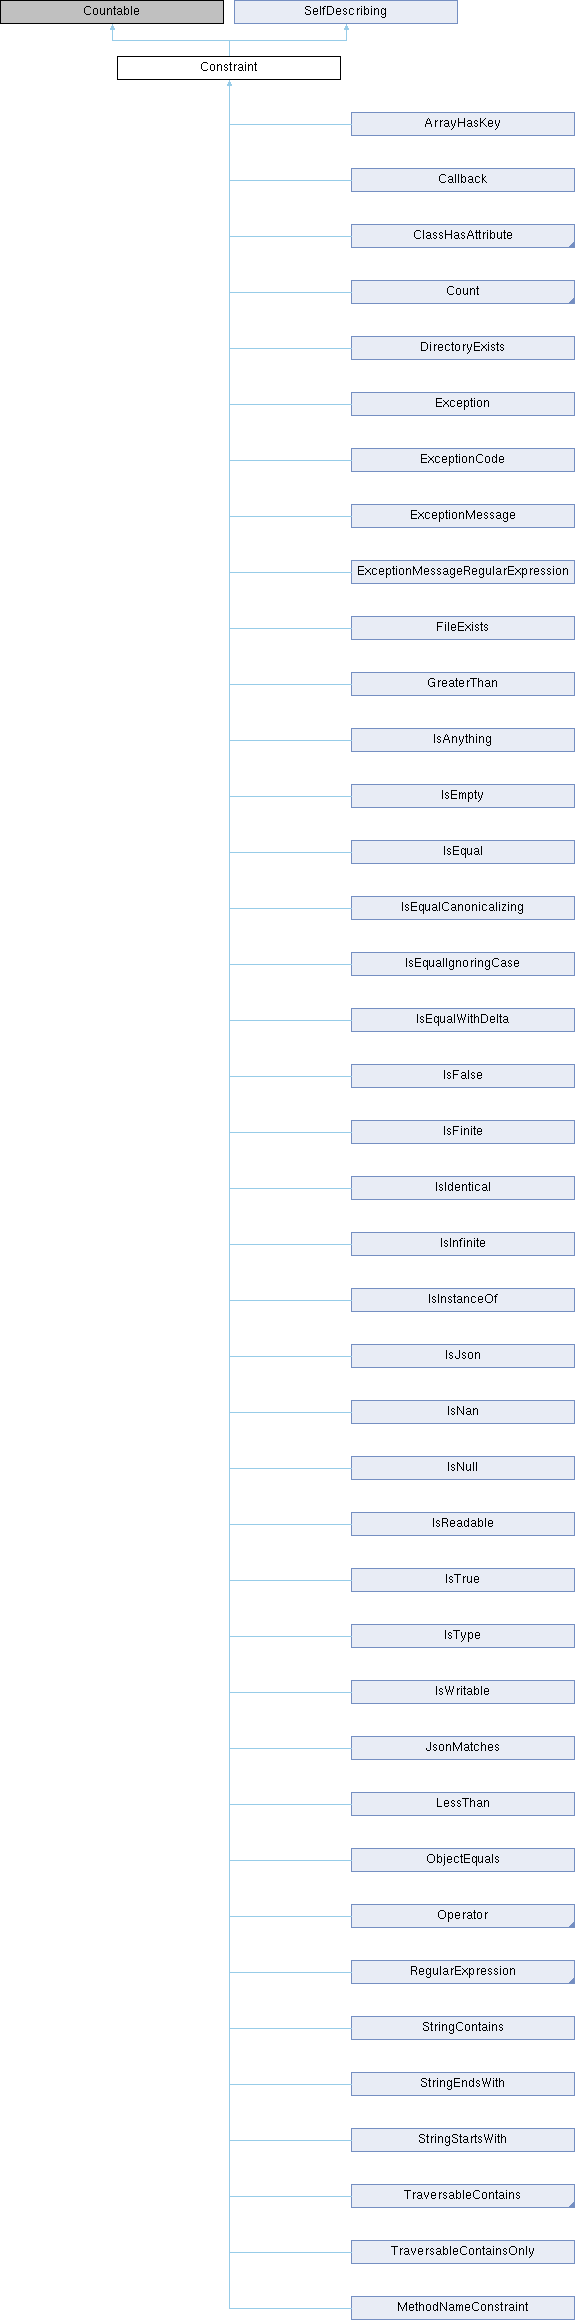 Countable
SelfDescribing
Constraint
ArrayHasKey
Callback
ClassHasAttribute
Count
DirectoryExists
Exception
ExceptionCode
ExceptionMessage
ExceptionMessageRegularExpression
FileExists
GreaterThan
IsAnything
IsEmpty
IsEqual
IsEqualCanonicalizing
IsEqualIgnoringCase
IsEqualWithDelta
IsFalse
IsFinite
IsIdentical
IsInfinite
IsInstanceOf
IsJson
IsNan
IsNull
IsReadable
IsTrue
IsType
IsWritable
JsonMatches
LessThan
ObjectEquals
Operator
RegularExpression
StringContains
StringEndsWith
StringStartsWith
TraversableContains
TraversableContainsOnly
MethodNameConstraint